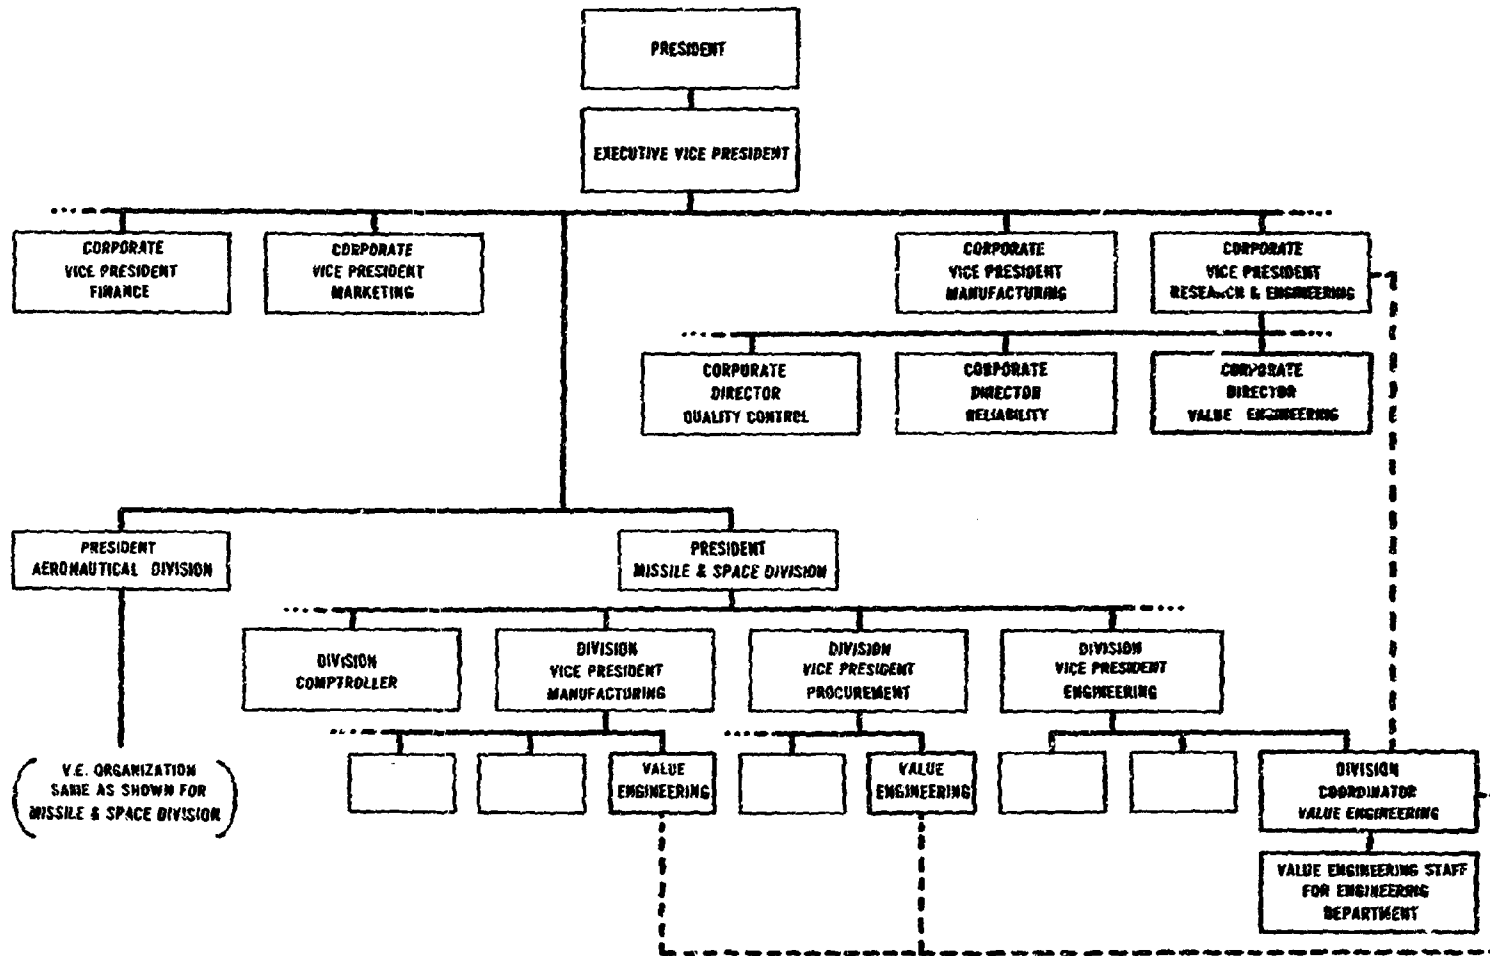 PRESIDENT
EXECUTIVE VICE PRESIDENT
CORPORATE
VICE PRESIDENT
FINANCE
CORPORATE
VICE PRESIDENT
MARKETING
CORPORATE
VICE PRESIDENT
MANUFACTURING
CORPORATE
VICE PRESIDENT
RESEARCH & ENGINEERING
CORPORATE
DIRECTOR
QUALITY CONTROL
CORPORATE
DIRECTOR
RELIABILITY
CORPORATE
DIRECTOR
VALUE ENGINEERING
PRESIDENT
AERONAUTICAL DIVISION
PRESIDENT
MISSILE & SPACE DIVISION
DIVISION
COMPTROLLER
DIVISION
VICE PRESIDENT
MANUFACTURING
DIVISION
VICE PRESIDENT
PROCUREMENT
DIVISION
VICE PRESIDENT
ENGINEERING
(V.E. ORGANIZATION
SAME AS SHOWN FOR
MISSILE & SPACE DIVISION)
VALUE
ENGINEERING
VALUE
ENGINEERING
DIVISION
COORDINATOR
VALUE ENGINEERING
VALUE ENGINEERING STAFF
FOR ENGINEERING
DEPARTMENT